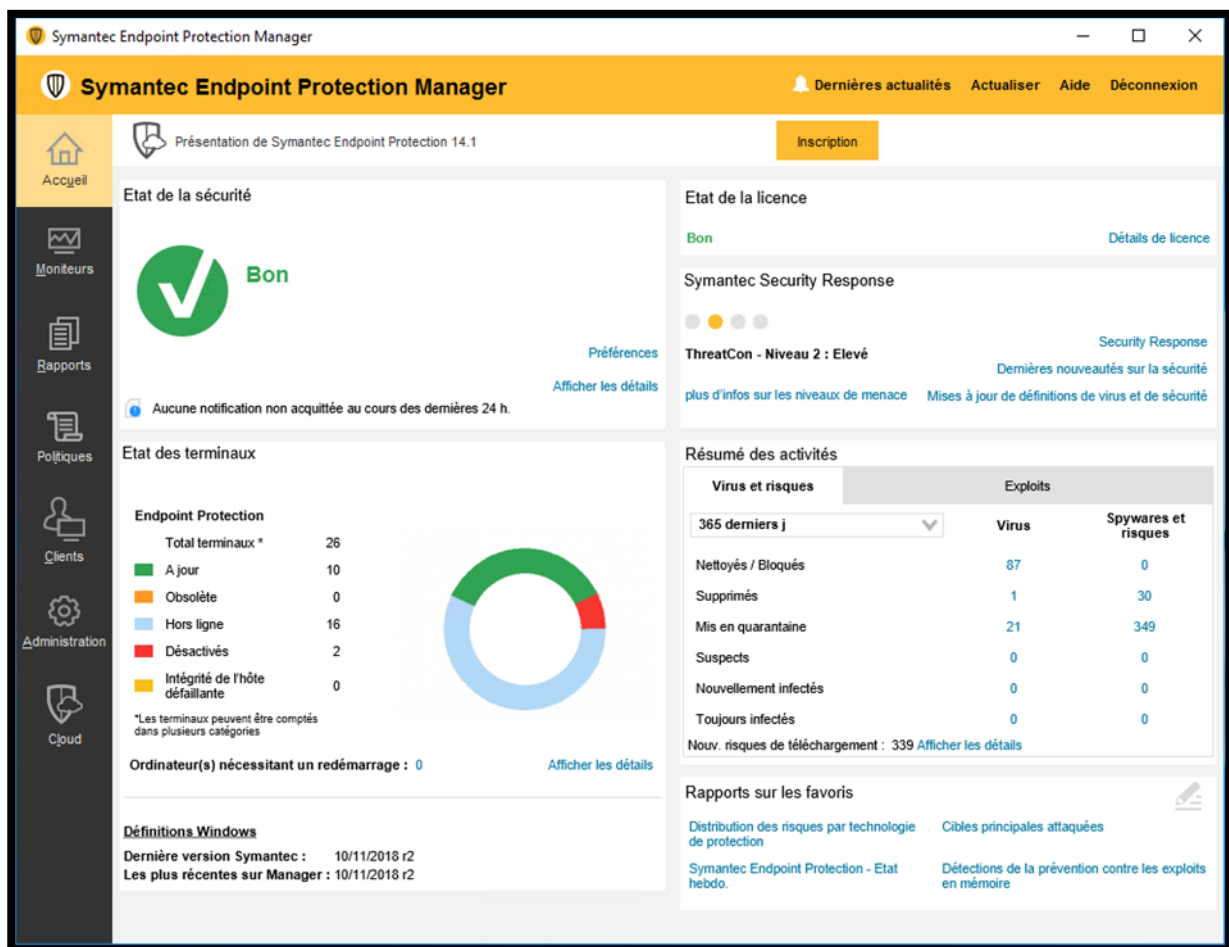 Symantec Endpoint Protection Manager
Symantec Endpoint Protection Manager
Dernières actualités Actualiser Aide Déconnexion
Accueil
Moniteurs
Rapports
Politiques
Clients
Administration
Cloud
Présentation de Symantec Endpoint Protection 14.1
Inscription
Etat de la sécurité
Bon
Préférences
Afficher les détails
Aucune notification non acquittée au cours des dernières 24 h.
Etat de la licence
Bon
Détails de licence
Symantec Security Response
ThreatCon - Niveau 2 : Elevé
plus d'infos sur les niveaux de menace
Security Response
Dernières nouveautés sur la sécurité
Mises à jour de définitions de virus et de sécurité
Etat des terminaux
Endpoint Protection
Total terminaux * 26
A jour 10
Obsolète 0
Hors ligne 16
Désactivés 2
Intégrité de l'hôte
défaillante 0
*Les terminaux peuvent être comptés
dans plusieurs catégories
Ordinateur(s) nécessitant un redémarrage : 0
Afficher les détails
Définitions Windows
Dernière version Symantec : 10/11/2018 r2
Les plus récentes sur Manager : 10/11/2018 r2
Résumé des activités
Virus et risques
Exploits
365 derniers j
Virus
Spywares et
risques
Nettoyés / Bloqués 87 0
Supprimés 1 30
Mis en quarantaine 21 349
Suspects 0 0
Nouvellement infectés 0 0
Toujours infectés 0 0
Nouv. risques de téléchargement : 339 Afficher les détails
Rapports sur les favoris
Distribution des risques par technologie
de protection
Cibles principales attaquées
Symantec Endpoint Protection - Etat
hebdo.
Détections de la prévention contre les exploits
en mémoire